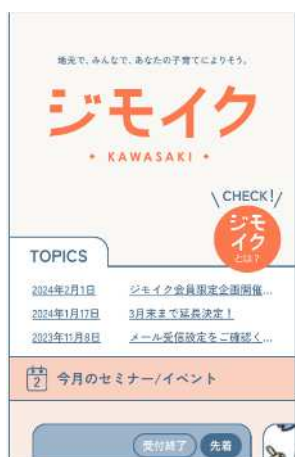 地元で、みんなで、あなたの子育てによりそう。
ジモイク
• KAWASAKI •
CHECK!
ジモ
イク
とは?
TOPICS
2024年2月1日 ジモイク会員限定企画開催...
2024年1月17日 3月末まで延長決定!
2023年11月8日 メール受信設定をご確認く...
2 今月のセミナー/イベント
受付終了 先着